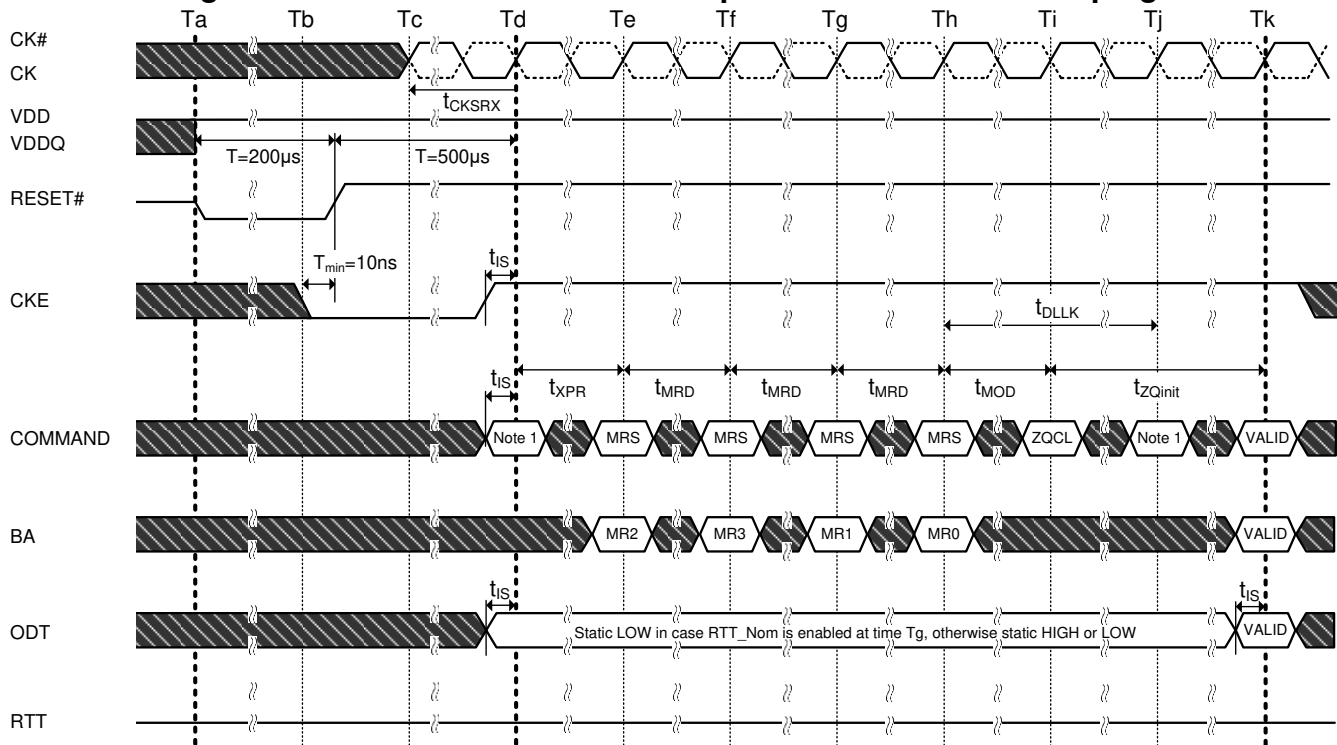 Ta Tb Tc Td Te Tf Tg Th Ti Tj Tk
CK#
CK
tCKSRX
VDD
VDDQ
T=200µs T=500µs
RESET#
Tmin=10ns tIS
CKE
tDLLK
tIS tXPR tMRD tMRD tMRD tMOD tZQinit
COMMAND Note 1 MRS MRS MRS MRS ZQCL Note 1 VALID
BA MR2 MR3 MR1 MR0 VALID
tIS tIS
ODT Static LOW in case RTT_Nom is enabled at time Tg, otherwise static HIGH or LOW VALID
RTT